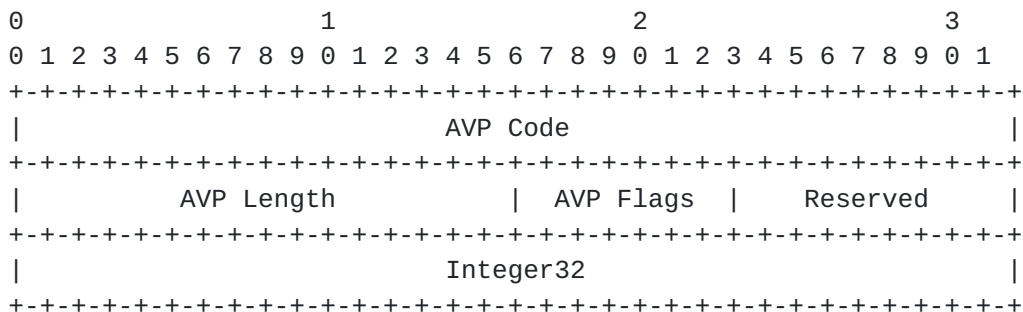 0                   1                   2                   3
0 1 2 3 4 5 6 7 8 9 0 1 2 3 4 5 6 7 8 9 0 1 2 3 4 5 6 7 8 9 0 1
+-+-+-+-+-+-+-+-+-+-+-+-+-+-+-+-+-+-+-+-+-+-+-+-+-+-+-+-+-+-+-+-+
|                           AVP Code                            |
+-+-+-+-+-+-+-+-+-+-+-+-+-+-+-+-+-+-+-+-+-+-+-+-+-+-+-+-+-+-+-+-+
|          AVP Length           |  AVP Flags  |    Reserved     |
+-+-+-+-+-+-+-+-+-+-+-+-+-+-+-+-+-+-+-+-+-+-+-+-+-+-+-+-+-+-+-+-+
|                           Integer32                           |
+-+-+-+-+-+-+-+-+-+-+-+-+-+-+-+-+-+-+-+-+-+-+-+-+-+-+-+-+-+-+-+-+